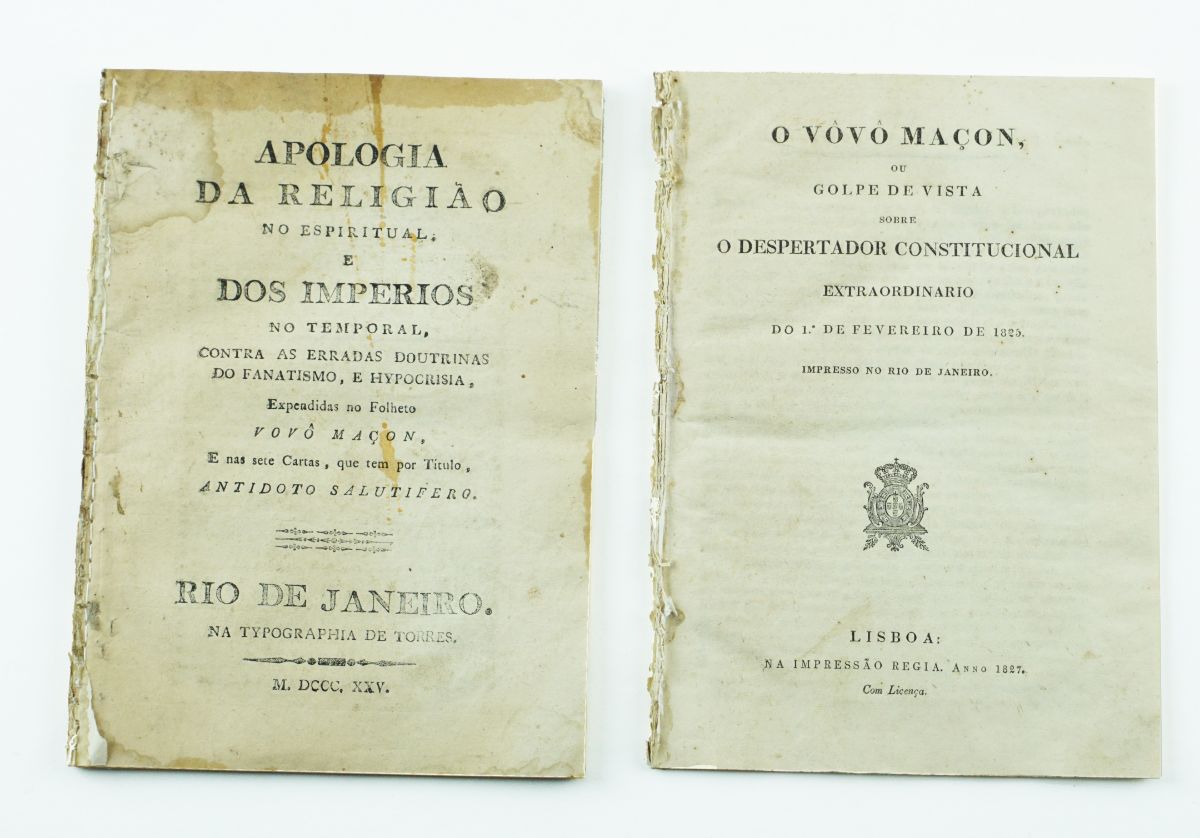 APOLOGIA
DA RELIGIÃO
NO ESPIRITUAL;
E
DOS IMPERIOS
NO TEMPORAL,
CONTRA AS ERRADAS DOUTRINAS
DO FANATISMO, E HYPOCRISIA,
Expendidas no Folheto
VOVÔ MAÇON,
E nas sete Cartas, que tem por Título,
ANTIDOTO SALUTIFERO.
RIO DE JANEIRO.
NA TYPOGRAPHIA DE TORRES.
M. DCCC. XXV.
O VÔVÔ MAÇON,
OU
GOLPE DE VISTA
SOBRE
O DESPERTADOR CONSTITUCIONAL
EXTRAORDINARIO
DO 1.º DE FEVEREIRO DE 1825.
IMPRESSO NO RIO DE JANEIRO.
LISBOA:
NA IMPRESSÃO REGIA. ANNO 1827.
Com Licença.